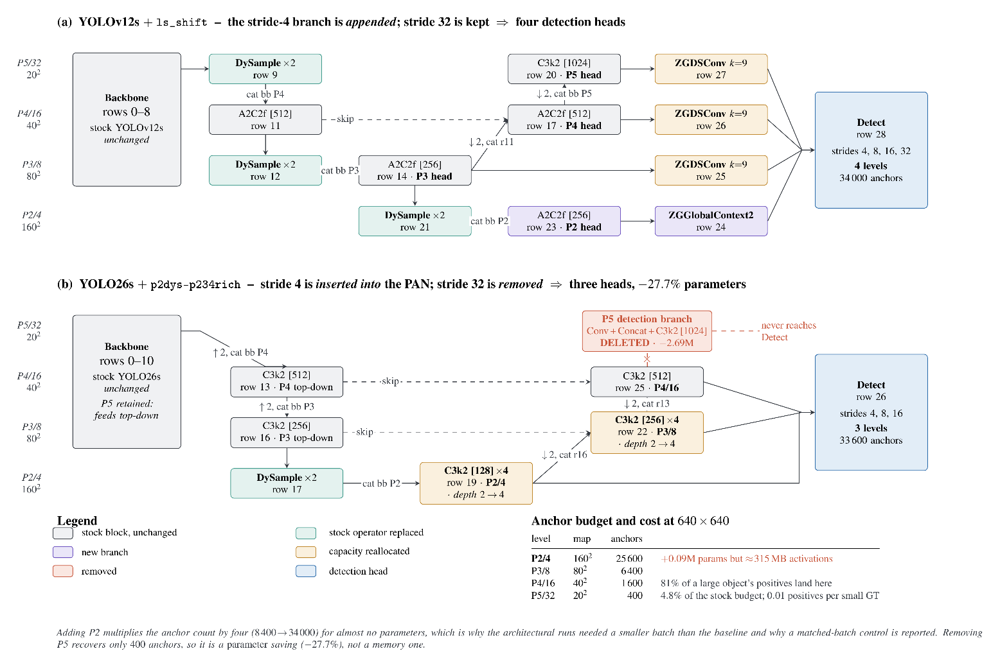 (a) YOLOv12s + ls_shift – the stride-4 branch is appended; stride 32 is kept ⇒ four detection heads
P5/32
20²
P4/16
40²
P3/8
80²
P2/4
160²
Backbone
rows 0–8
stock YOLOv12s
unchanged
DySample ×2
row 9
cat bb P4
A2C2f [512]
row 11
skip
DySample ×2
row 12
cat bb P3
A2C2f [256]
row 14 · P3 head
DySample ×2
row 21
cat bb P2
C3k2 [1024]
row 20 · P5 head
↓2, cat bb P5
A2C2f [512]
row 17 · P4 head
↓2, cat r11
A2C2f [256]
row 23 · P2 head
ZGDSConv k=9
row 27
ZGDSConv k=9
row 26
ZGDSConv k=9
row 25
ZGGlobalContext2
row 24
Detect
row 28
strides 4, 8, 16, 32
4 levels
34 000 anchors
(b) YOLO26s + p2dys-p234rich – stride 4 is inserted into the PAN; stride 32 is removed ⇒ three heads, −27.7% parameters
P5/32
20²
P4/16
40²
P3/8
80²
P2/4
160²
Backbone
rows 0–10
stock YOLO26s
unchanged
P5 retained:
feeds top-down
↑2, cat bb P4
C3k2 [512]
row 13 · P4 top-down
skip
↑2, cat bb P3
C3k2 [256]
row 16 · P3 top-down
skip
DySample ×2
row 17
cat bb P2
C3k2 [128] ×4
row 19 · P2/4
· depth 2→4
↓2, cat r16
P5 detection branch
Conv + Concat + C3k2 [1024]
DELETED · −2.69M
never reaches
Detect
C3k2 [512]
row 25 · P4/16
↓2, cat r13
C3k2 [256] ×4
row 22 · P3/8
· depth 2→4
Detect
row 26
strides 4, 8, 16
3 levels
33 600 anchors
Legend
stock block, unchanged
stock operator replaced
new branch
capacity reallocated
removed
detection head
Anchor budget and cost at 640 × 640
level map anchors
P2/4 160² 25 600 +0.09M params but ≈315 MB activations
P3/8 80² 6 400
P4/16 40² 1 600 81% of a large object's positives land here
P5/32 20² 400 4.8% of the stock budget; 0.01 positives per small GT
Adding P2 multiplies the anchor count by four (8 400→34 000) for almost no parameters, which is why the architectural runs needed a smaller batch than the baseline and why a matched-batch control is reported. Removing
P5 recovers only 400 anchors, so it is a parameter saving (−27.7%), not a memory one.